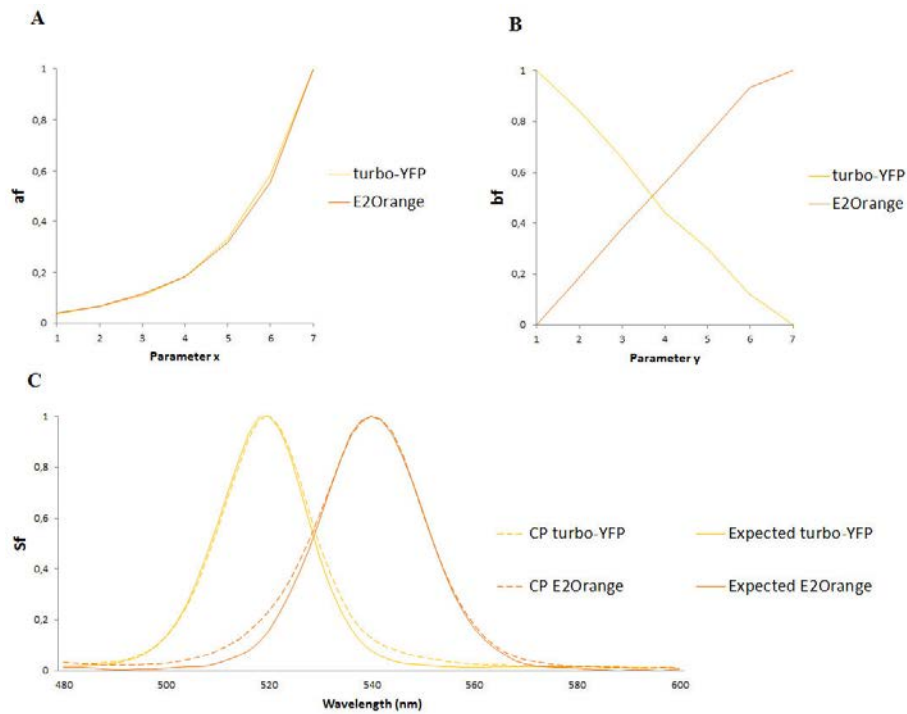 A
1
0,8
0,6
0,4
0,2
0
af
1 2 3 4 5 6 7
Parameter x
turbo-YFP
E2Orange
B
1
0,8
0,6
0,4
0,2
0
bf
1 2 3 4 5 6 7
Parameter y
turbo-YFP
E2Orange
C
1
0,8
0,6
0,4
0,2
0
Sf
480 500 520 540 560 580 600
Wavelength (nm)
CP turbo-YFP Expected turbo-YFP
CP E2Orange Expected E2Orange